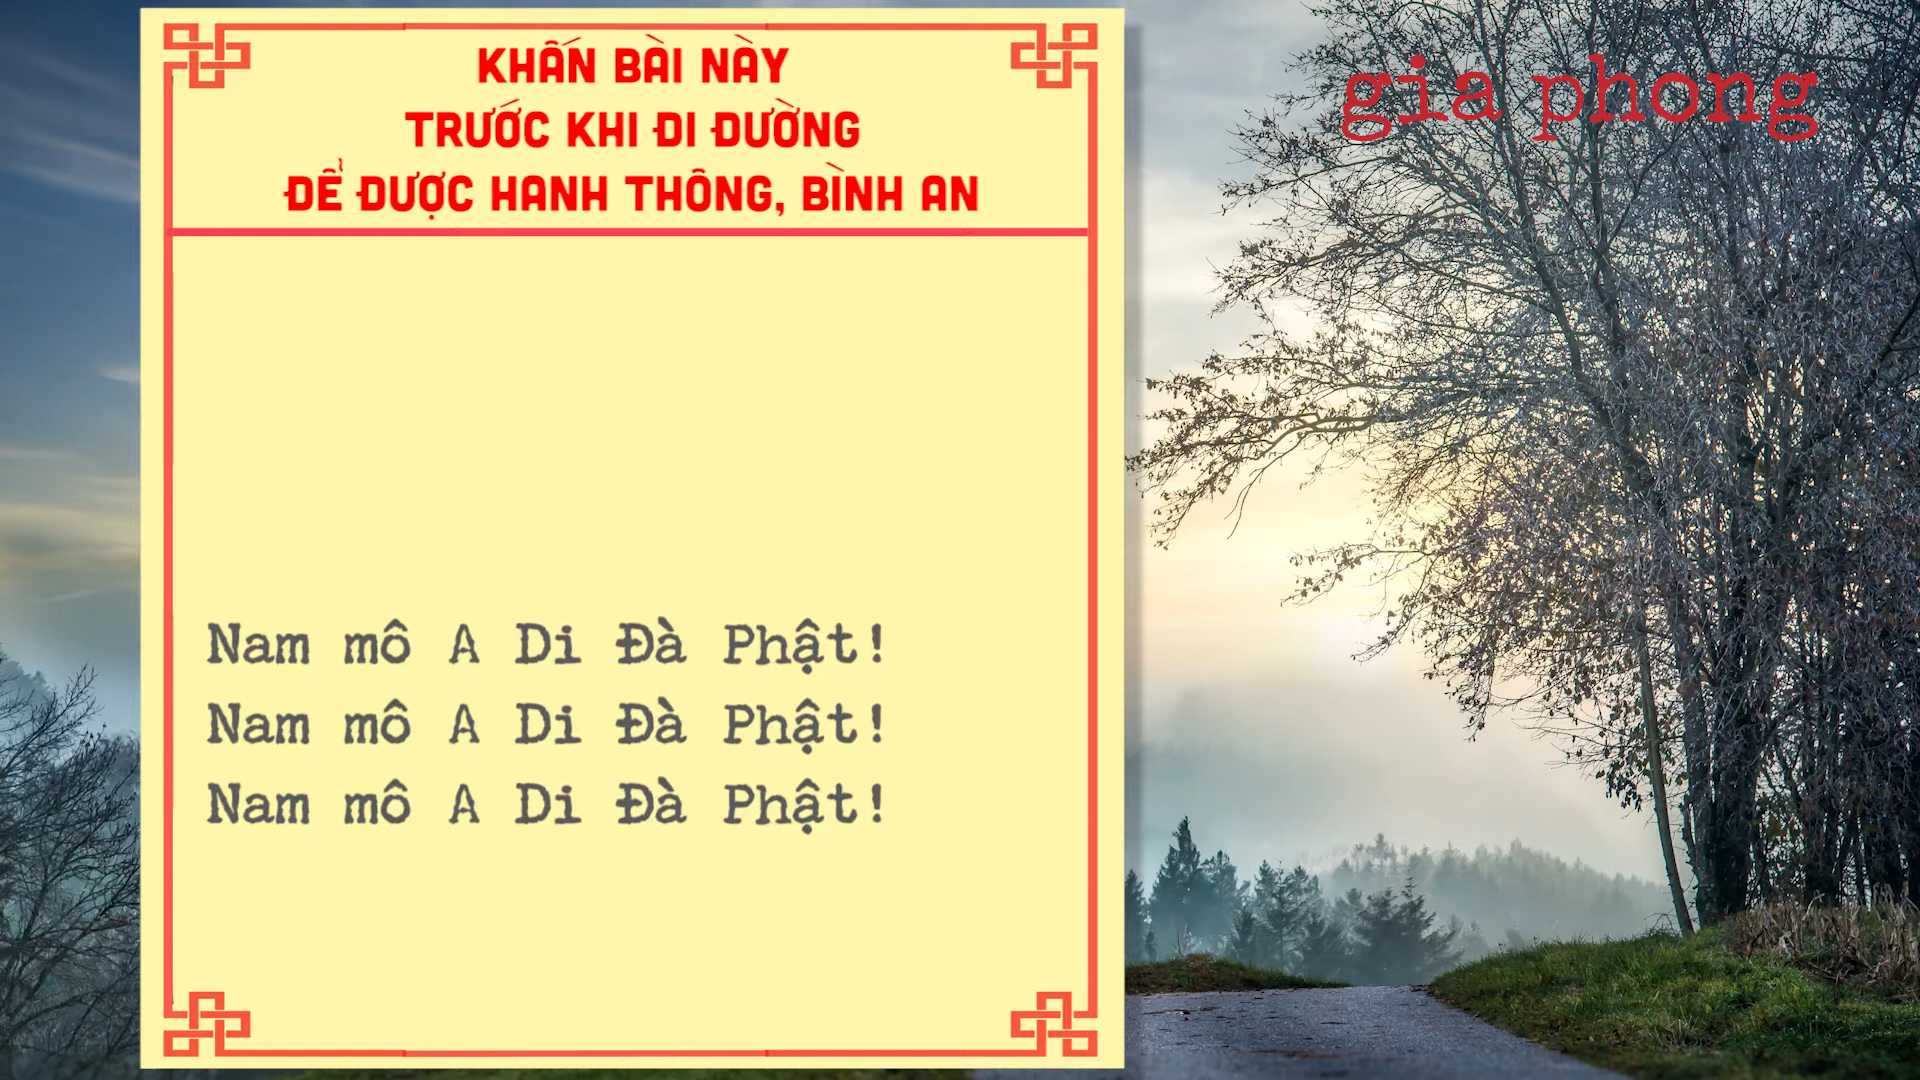 KHẤN BÀI NÀY
TRƯỚC KHI ĐI ĐƯỜNG
ĐỂ ĐƯỢC HANH THÔNG, BÌNH AN
gia phong
Nam mô A Di Đà Phật!
Nam mô A Di Đà Phật!
Nam mô A Di Đà Phật!